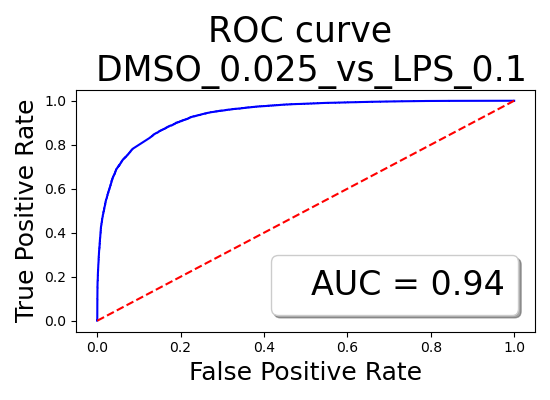 ROC curve
DMSO_0.025_vs_LPS_0.1
True Positive Rate
1.0
0.8
0.6
0.4
0.2
0.0
AUC = 0.94
0.0 0.2 0.4 0.6 0.8 1.0
False Positive Rate